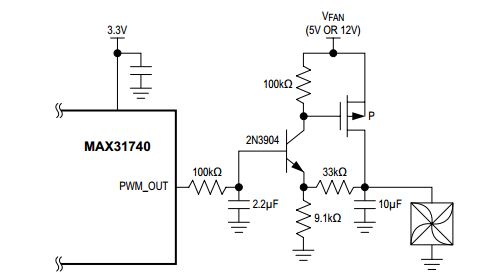 3.3V
VFAN
(5V OR 12V)
100kΩ
P
MAX31740
2N3904
100kΩ
33kΩ
PWM_OUT
2.2µF
9.1kΩ
10µF